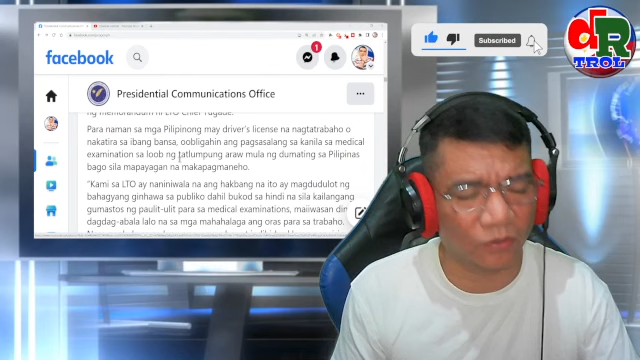 facebook
1
Presidential Communications Office
ng memorandum ni LTO Chief Tugade.
Para naman sa mga Pilipinong may driver's license na nagtatrabaho o
nakatira sa ibang bansa, oobligahin ang pagsasalang sa kanila sa medical
examination sa loob ng tatlumpung araw mula ng dumating sa Pilipinas
bago sila mapayagan na makapagmaneho.
"Kami sa LTO ay naniniwala na ang hakbang na ito ay magdudulot ng
bahagyang ginhawa sa publiko dahil bukod sa hindi na sila kailangang
gumastos ng paulit-ulit para sa medical examinations, maiiwasan din
dagdag-abala lalo na sa mga mahahalaga ang oras para sa trabaho.
Subscribed
dR
TROL